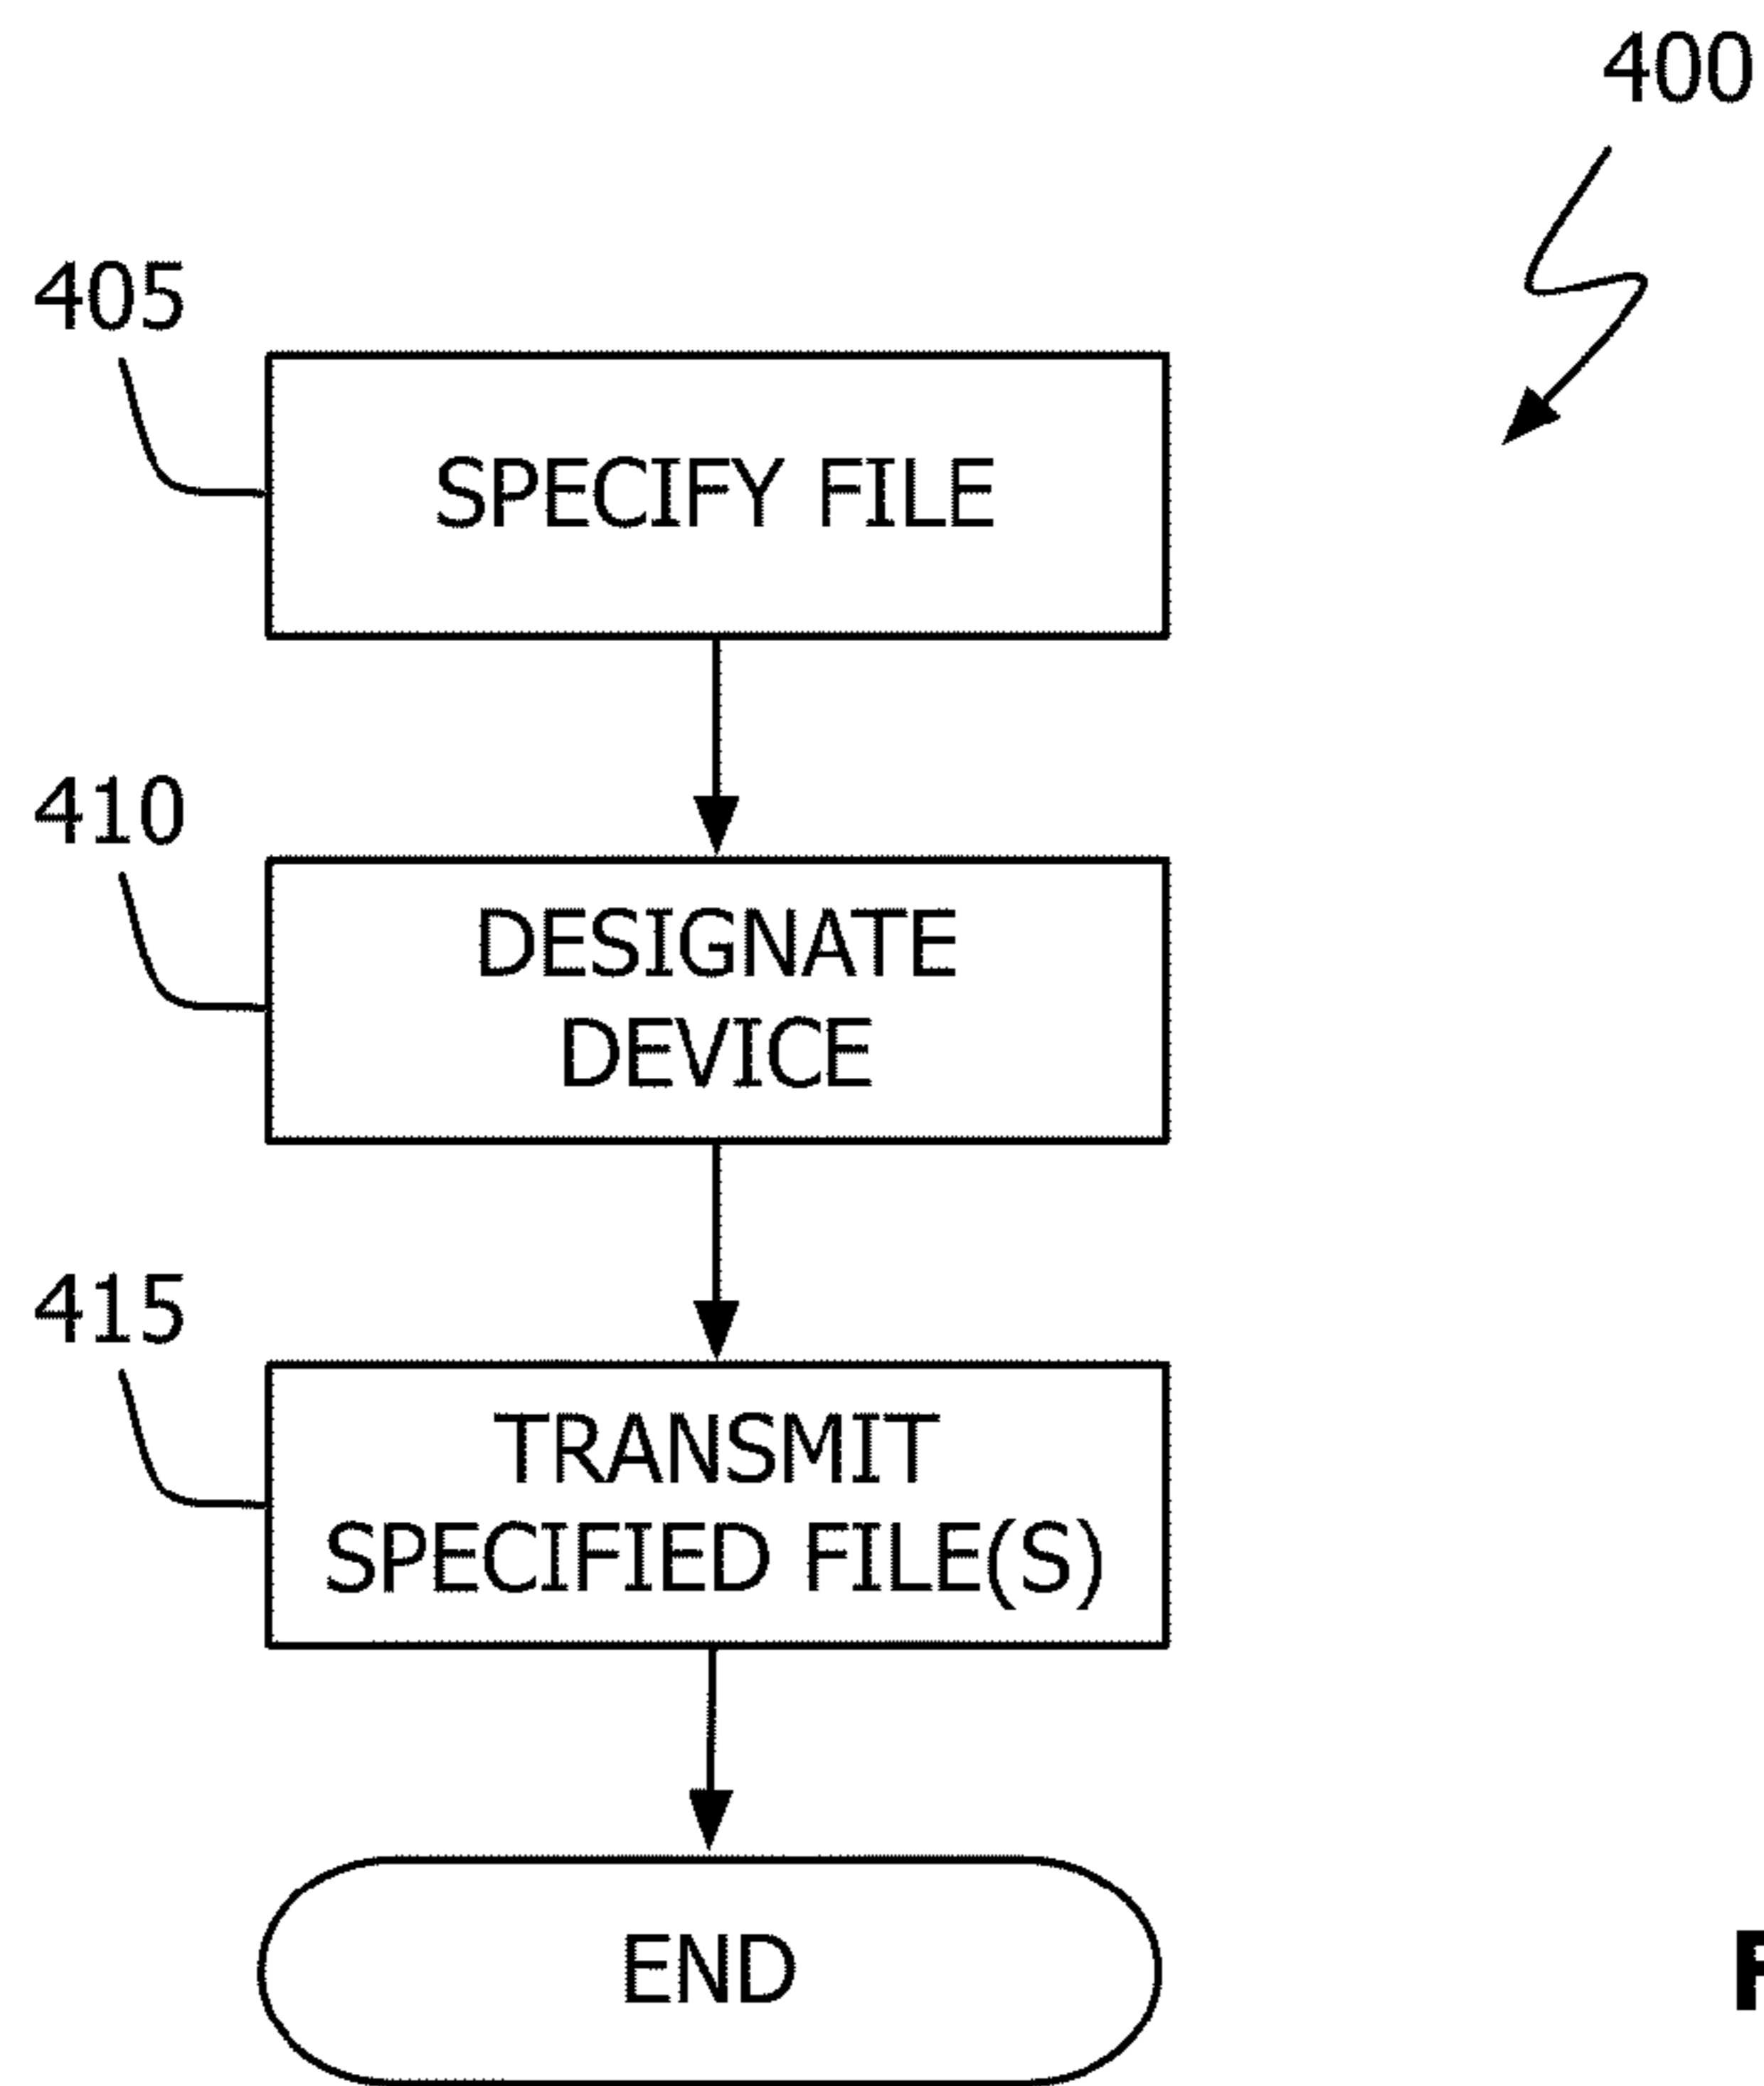 400
405
SPECIFY FILE
410
DESIGNATE
DEVICE
415
TRANSMIT
SPECIFIED FILE(S)
END